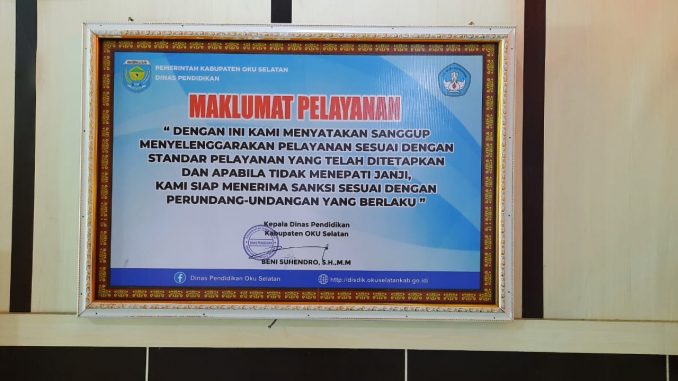 PEMERINTAH KABUPATEN OKU SELATAN
DINAS PENDIDIKAN
MAKLUMAT PELAYANAN
“ DENGAN INI KAMI MENYATAKAN SANGGUP
MENYELENGGARAKAN PELAYANAN SESUAI DENGAN
STANDAR PELAYANAN YANG TELAH DITETAPKAN
DAN APABILA TIDAK MENEPATI JANJI,
KAMI SIAP MENERIMA SANKSI SESUAI DENGAN
PERUNDANG-UNDANGAN YANG BERLAKU ”
Kepala Dinas Pendidikan
Kabupaten OKU Selatan
BENI SUHENDRO, S.H.,M.M
Dinas Pendidikan Oku Selatan
http://disdik.okuselatankab.go.id